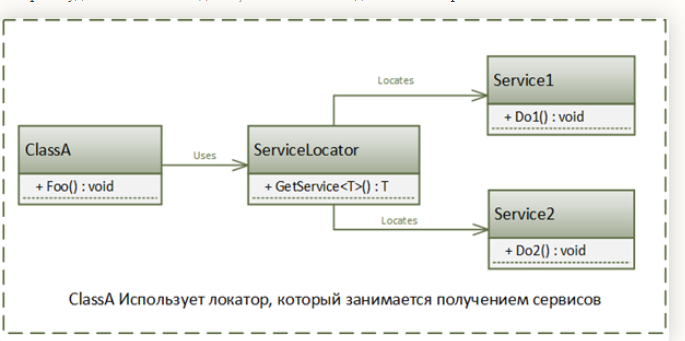 Locates
Service1
+ Do1() : void
ClassA
+ Foo() : void
Uses
ServiceLocator
+ GetService<T>() : T
Service2
Locates
+ Do2() : void
ClassA Использует локатор, который занимается получением сервисов